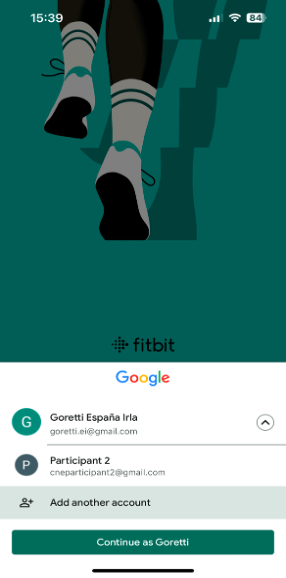 15:39
84
fitbit
Google
G
Goretti España Irla
goretti.ei@gmail.com
P
Participant 2
cneparticipant2@gmail.com
Add another account
Continue as Goretti